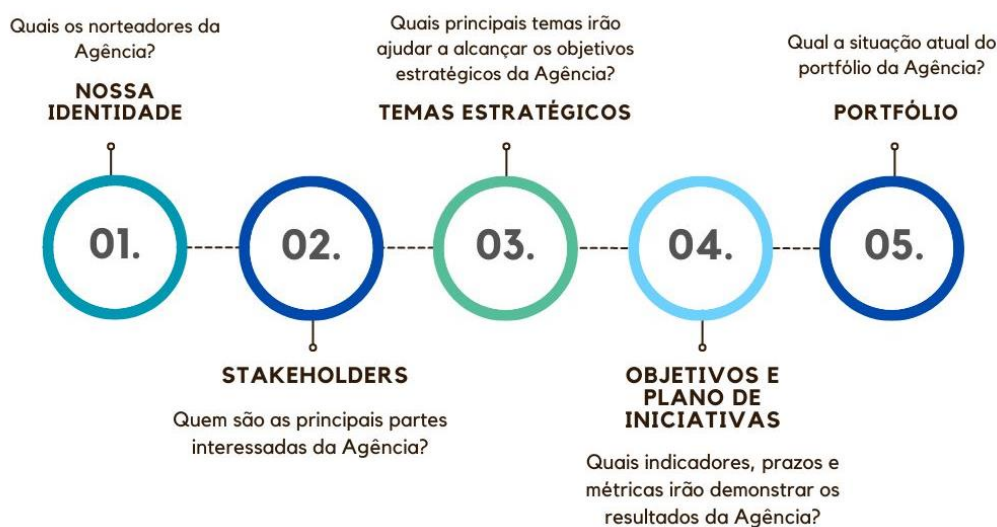 Quais os norteadores da
Agência?
NOSSA
IDENTIDADE
01.
02.
STAKEHOLDERS
Quem são as principais partes
interessadas da Agência?
Quais principais temas irão
ajudar a alcançar os objetivos
estratégicos da Agência?
TEMAS ESTRATÉGICOS
03.
04.
OBJETIVOS E
PLANO DE
INICIATIVAS
Quais indicadores, prazos e
métricas irão demonstrar os
resultados da Agência?
Qual a situação atual do
portfólio da Agência?
PORTFÓLIO
05.